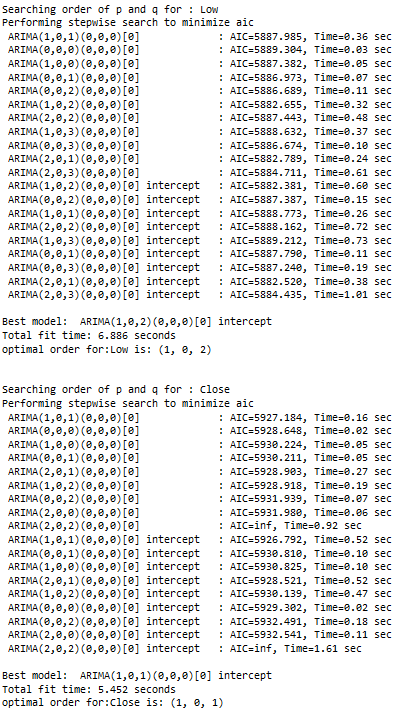 Searching order of p and q for : Low
Performing stepwise search to minimize aic
ARIMA(1,0,1)(0,0,0)[0] : AIC=5887.985, Time=0.36 sec
ARIMA(0,0,0)(0,0,0)[0] : AIC=5889.304, Time=0.03 sec
ARIMA(1,0,0)(0,0,0)[0] : AIC=5887.382, Time=0.05 sec
ARIMA(0,0,1)(0,0,0)[0] : AIC=5886.973, Time=0.07 sec
ARIMA(0,0,2)(0,0,0)[0] : AIC=5886.689, Time=0.11 sec
ARIMA(1,0,2)(0,0,0)[0] : AIC=5882.655, Time=0.32 sec
ARIMA(2,0,2)(0,0,0)[0] : AIC=5887.443, Time=0.48 sec
ARIMA(1,0,3)(0,0,0)[0] : AIC=5888.632, Time=0.37 sec
ARIMA(0,0,3)(0,0,0)[0] : AIC=5886.674, Time=0.10 sec
ARIMA(2,0,1)(0,0,0)[0] : AIC=5882.789, Time=0.24 sec
ARIMA(2,0,3)(0,0,0)[0] : AIC=5884.711, Time=0.61 sec
ARIMA(1,0,2)(0,0,0)[0] intercept : AIC=5882.381, Time=0.60 sec
ARIMA(0,0,2)(0,0,0)[0] intercept : AIC=5887.387, Time=0.15 sec
ARIMA(1,0,1)(0,0,0)[0] intercept : AIC=5888.773, Time=0.26 sec
ARIMA(2,0,2)(0,0,0)[0] intercept : AIC=5888.162, Time=0.72 sec
ARIMA(1,0,3)(0,0,0)[0] intercept : AIC=5889.212, Time=0.73 sec
ARIMA(0,0,1)(0,0,0)[0] intercept : AIC=5887.790, Time=0.11 sec
ARIMA(0,0,3)(0,0,0)[0] intercept : AIC=5887.240, Time=0.19 sec
ARIMA(2,0,1)(0,0,0)[0] intercept : AIC=5882.520, Time=0.38 sec
ARIMA(2,0,3)(0,0,0)[0] intercept : AIC=5884.435, Time=1.01 sec
Best model: ARIMA(1,0,2)(0,0,0)[0] intercept
Total fit time: 6.886 seconds
optimal order for:Low is: (1, 0, 2)
Searching order of p and q for : Close
Performing stepwise search to minimize aic
ARIMA(1,0,1)(0,0,0)[0] : AIC=5927.184, Time=0.16 sec
ARIMA(0,0,0)(0,0,0)[0] : AIC=5928.648, Time=0.02 sec
ARIMA(1,0,0)(0,0,0)[0] : AIC=5930.224, Time=0.05 sec
ARIMA(0,0,1)(0,0,0)[0] : AIC=5930.211, Time=0.05 sec
ARIMA(2,0,1)(0,0,0)[0] : AIC=5928.903, Time=0.27 sec
ARIMA(1,0,2)(0,0,0)[0] : AIC=5928.918, Time=0.19 sec
ARIMA(0,0,2)(0,0,0)[0] : AIC=5931.939, Time=0.07 sec
ARIMA(2,0,0)(0,0,0)[0] : AIC=5931.980, Time=0.06 sec
ARIMA(2,0,2)(0,0,0)[0] : AIC=inf, Time=0.92 sec
ARIMA(1,0,1)(0,0,0)[0] intercept : AIC=5926.792, Time=0.52 sec
ARIMA(0,0,1)(0,0,0)[0] intercept : AIC=5930.810, Time=0.10 sec
ARIMA(1,0,0)(0,0,0)[0] intercept : AIC=5930.825, Time=0.10 sec
ARIMA(2,0,1)(0,0,0)[0] intercept : AIC=5928.521, Time=0.52 sec
ARIMA(1,0,2)(0,0,0)[0] intercept : AIC=5930.139, Time=0.47 sec
ARIMA(0,0,0)(0,0,0)[0] intercept : AIC=5929.302, Time=0.02 sec
ARIMA(0,0,2)(0,0,0)[0] intercept : AIC=5932.491, Time=0.18 sec
ARIMA(2,0,0)(0,0,0)[0] intercept : AIC=5932.541, Time=0.11 sec
ARIMA(2,0,2)(0,0,0)[0] intercept : AIC=inf, Time=1.61 sec
Best model: ARIMA(1,0,1)(0,0,0)[0] intercept
Total fit time: 5.452 seconds
optimal order for:Close is: (1, 0, 1)